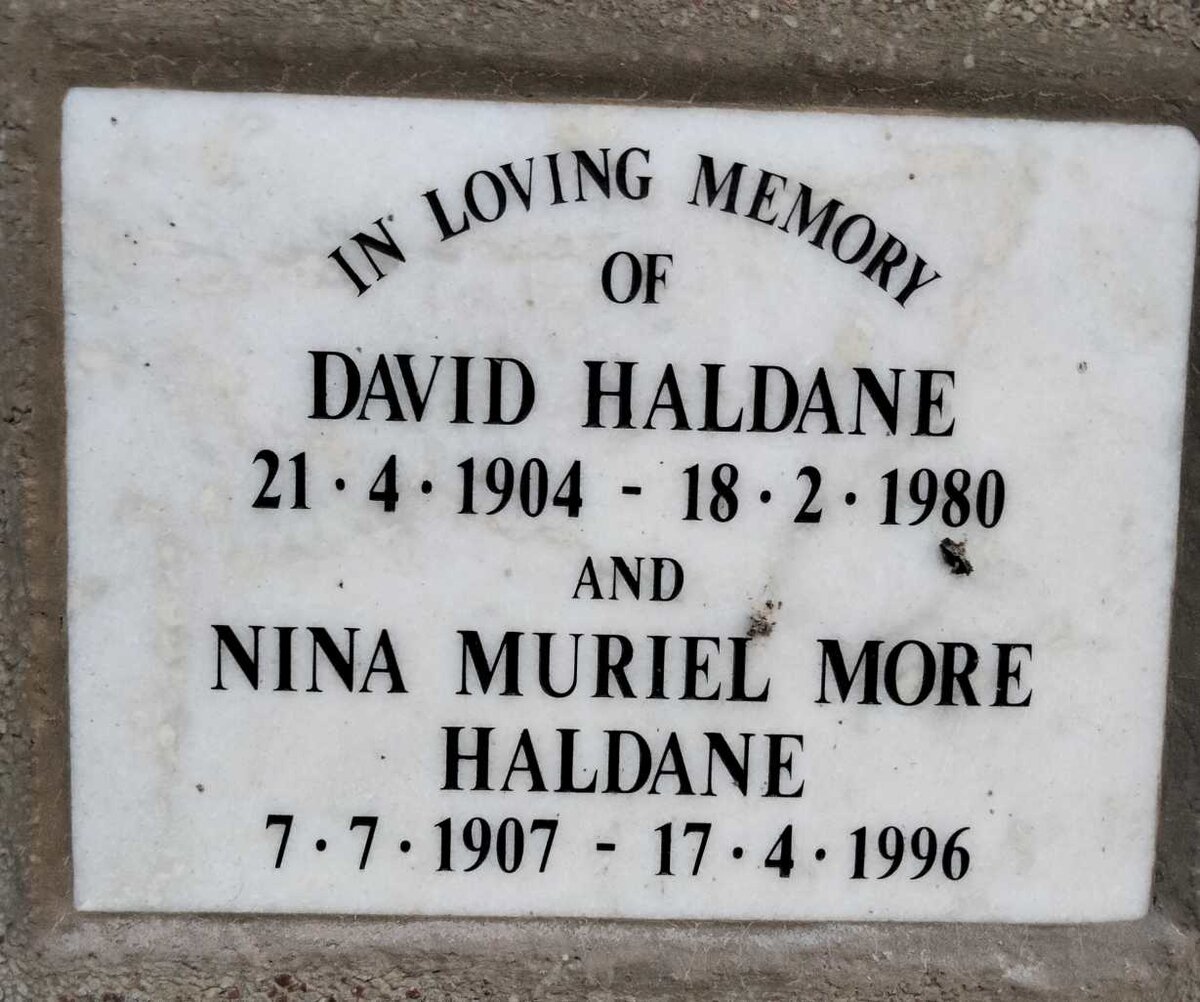 IN LOVING MEMORY
OF
DAVID HALDANE
21·4·1904 - 18·2·1980
AND
NINA MURIEL MORE
HALDANE
7·7·1907 - 17·4·1996